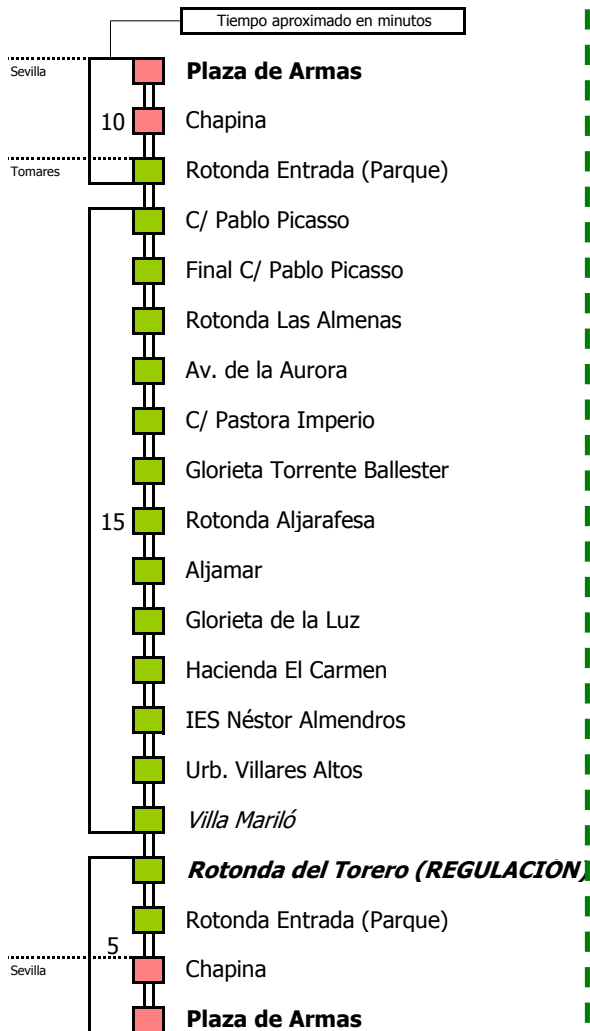 Tiempo aproximado en minutos
Sevilla
Plaza de Armas
10
Chapina
Tomares
Rotonda Entrada (Parque)
C/ Pablo Picasso
Final C/ Pablo Picasso
Rotonda Las Almenas
Av. de la Aurora
C/ Pastora Imperio
Glorieta Torrente Ballester
15
Rotonda Aljarafesa
Aljamar
Glorieta de la Luz
Hacienda El Carmen
IES Néstor Almendros
Urb. Villares Altos
Villa Mariló
Rotonda del Torero (REGULACIÓN)
Rotonda Entrada (Parque)
5
Sevilla
Chapina
Plaza de Armas